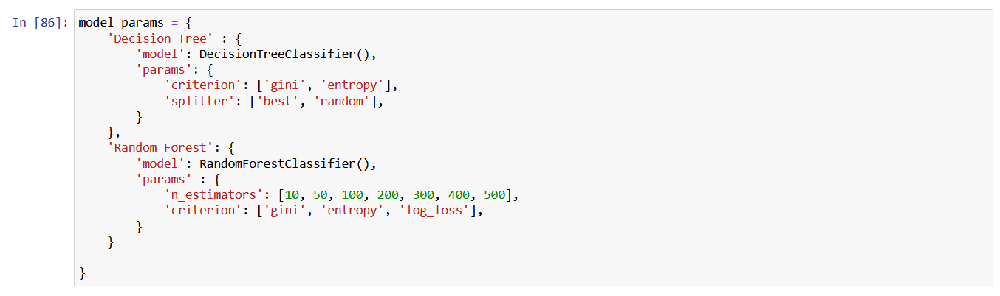 In [86]: model_params = {
    'Decision Tree' : {
        'model': DecisionTreeClassifier(),
        'params': {
            'criterion': ['gini', 'entropy'],
            'splitter': ['best', 'random'],
        }
    },
    'Random Forest': {
        'model': RandomForestClassifier(),
        'params' : {
            'n_estimators': [10, 50, 100, 200, 300, 400, 500],
            'criterion': ['gini', 'entropy', 'log_loss'],
        }
    }
}